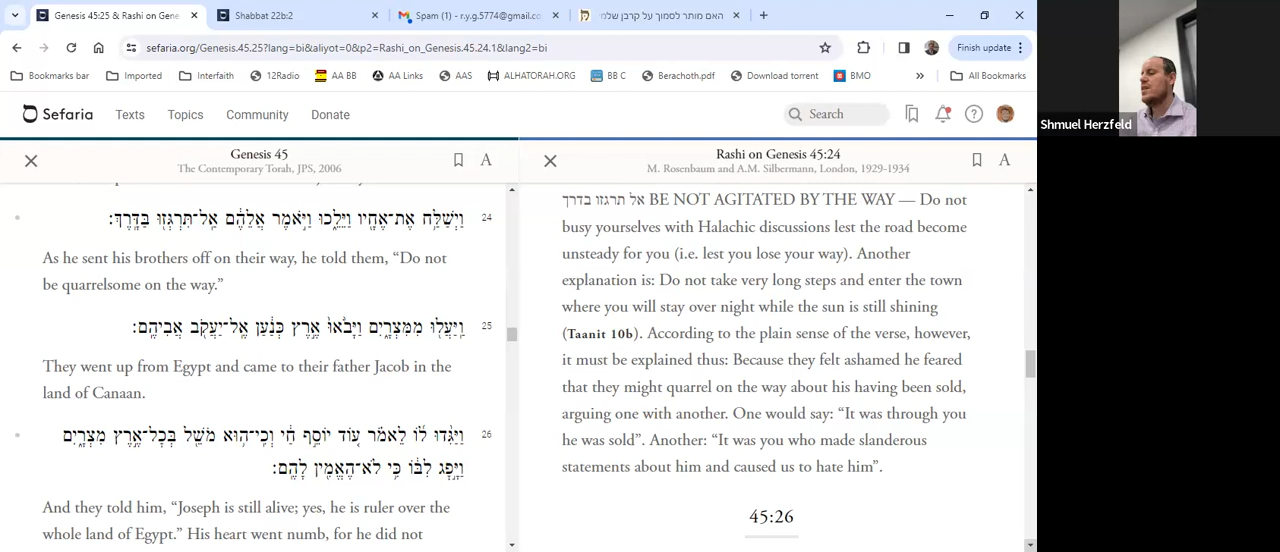 Genesis 45:25 & Rashi on Gene
Shabbat 22b:2
האם מותר לסמוך על קרבן שלמי
Finish update
sefaria.org/Genesis.45.25?lang=bi&aliyot=0&p2=Rashi_on_Genesis.45.24.1&lang2=bi
Bookmarks bar
Imported
Interfaith
12Radio
AA BB
AA Links
ALHATORAH.ORG
BB C
Berachoth.pdf
Download torrent
BMO
»
All Bookmarks
Sefaria
Texts
Topics
Community
Donate
Search
Genesis 45
The Contemporary Torah, JPS, 2006
וַיְשַׁלַּח אֶת־אֶחָיו וַיֵּלֵכוּ וַיֹּאמֶר אֲלֵהֶם אַל־תִּרְגְּזוּ בַּדָּרֶךְ׃
24
As he sent his brothers off on their way, he told them, “Do not
be quarrelsome on the way.”
וַיַּעֲלוּ מִמִּצְרָיִם וַיָּבֹאוּ אֶרֶץ כְּנַעַן אֶל־יַעֲקֹב אֲבִיהֶם׃
25
They went up from Egypt and came to their father Jacob in the
land of Canaan.
וַיַּגִּדוּ לוֹ לֵאמֹר עוֹד יוֹסֵף חַי וְכִי־הוּא מֹשֵׁל בְּכָל־אֶרֶץ מִצְרָיִם
26
וַיָּפׇג לִבּוֹ כִּי לֹא־הֶאֱמִין לָהֶם׃
And they told him, “Joseph is still alive; yes, he is ruler over the
whole land of Egypt.” His heart went numb, for he did not
Rashi on Genesis 45:24
M. Rosenbaum and A.M. Silbermann, London, 1929-1934
אל תרגזו בדרך BE NOT AGITATED BY THE WAY — Do not
busy yourselves with Halachic discussions lest the road become
unsteady for you (i.e. lest you lose your way). Another
explanation is: Do not take very long steps and enter the town
where you will stay over night while the sun is still shining
(Taanit 10b). According to the plain sense of the verse, however,
it must be explained thus: Because they felt ashamed he feared
that they might quarrel on the way about his having been sold,
arguing one with another. One would say: “It was through you
he was sold”. Another: “It was you who made slanderous
statements about him and caused us to hate him”.
45:26
Shmuel Herzfeld